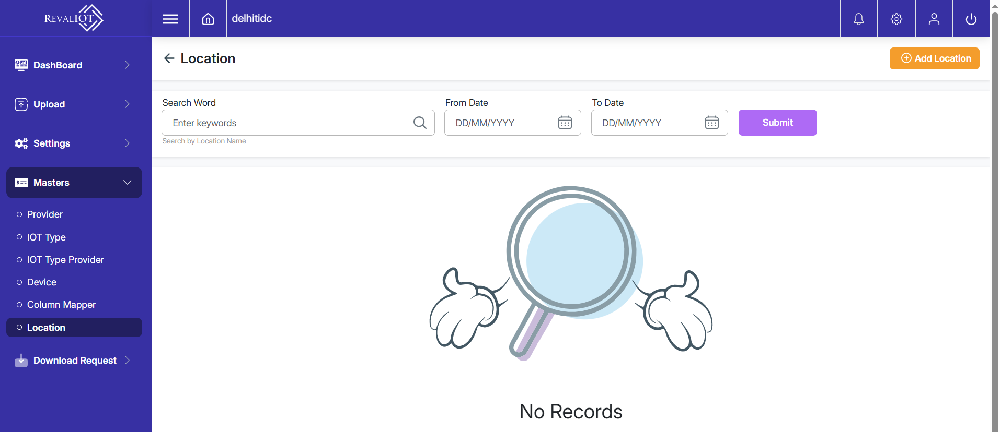 REVALIOT
delhitidc
DashBoard
Upload
Settings
Masters
Provider
IOT Type
IOT Type Provider
Device
Column Mapper
Location
Download Request
Location
Add Location
Search Word
From Date
To Date
Enter keywords
DD/MM/YYYY
DD/MM/YYYY
Submit
Search by Location Name
No Records